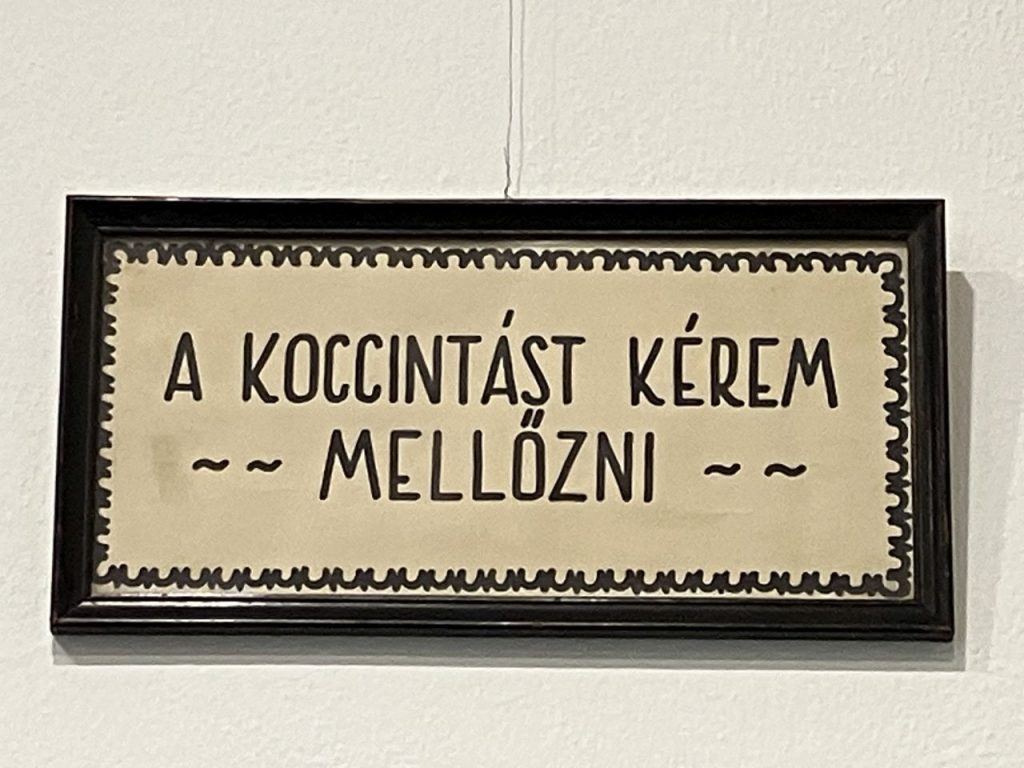 A KOCCINTÁST KÉREM
~~ MELLŐZNI ~~